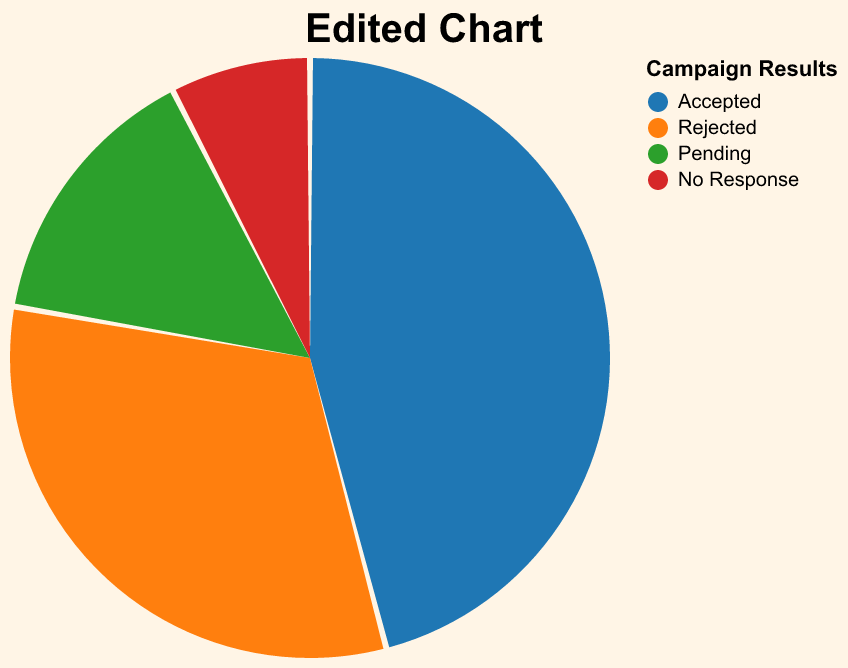 Edited Chart
Campaign Results
Accepted
Rejected
Pending
No Response